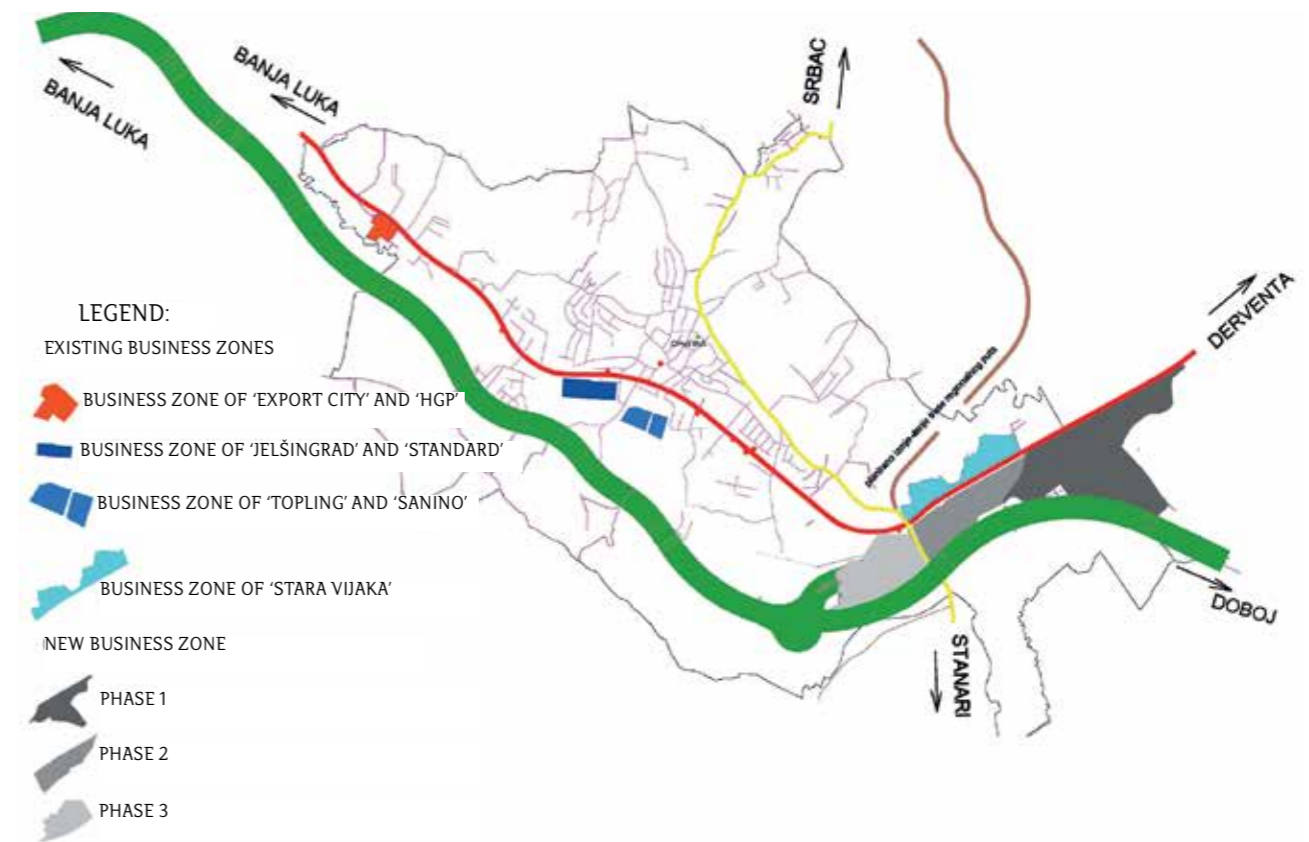 BANJA LUKA
BANJA LUKA
SRBAC
DERVENTA
DOBOJ
STANARI
LEGEND:
EXISTING BUSINESS ZONES
BUSINESS ZONE OF ‘EXPORT CITY’ AND ‘HGP’
BUSINESS ZONE OF ‘JELŠINGRAD’ AND ‘STANDARD’
BUSINESS ZONE OF ‘TOPLING’ AND ‘SANINO’
BUSINESS ZONE OF ‘STARA VIJAKA’
NEW BUSINESS ZONE
PHASE 1
PHASE 2
PHASE 3